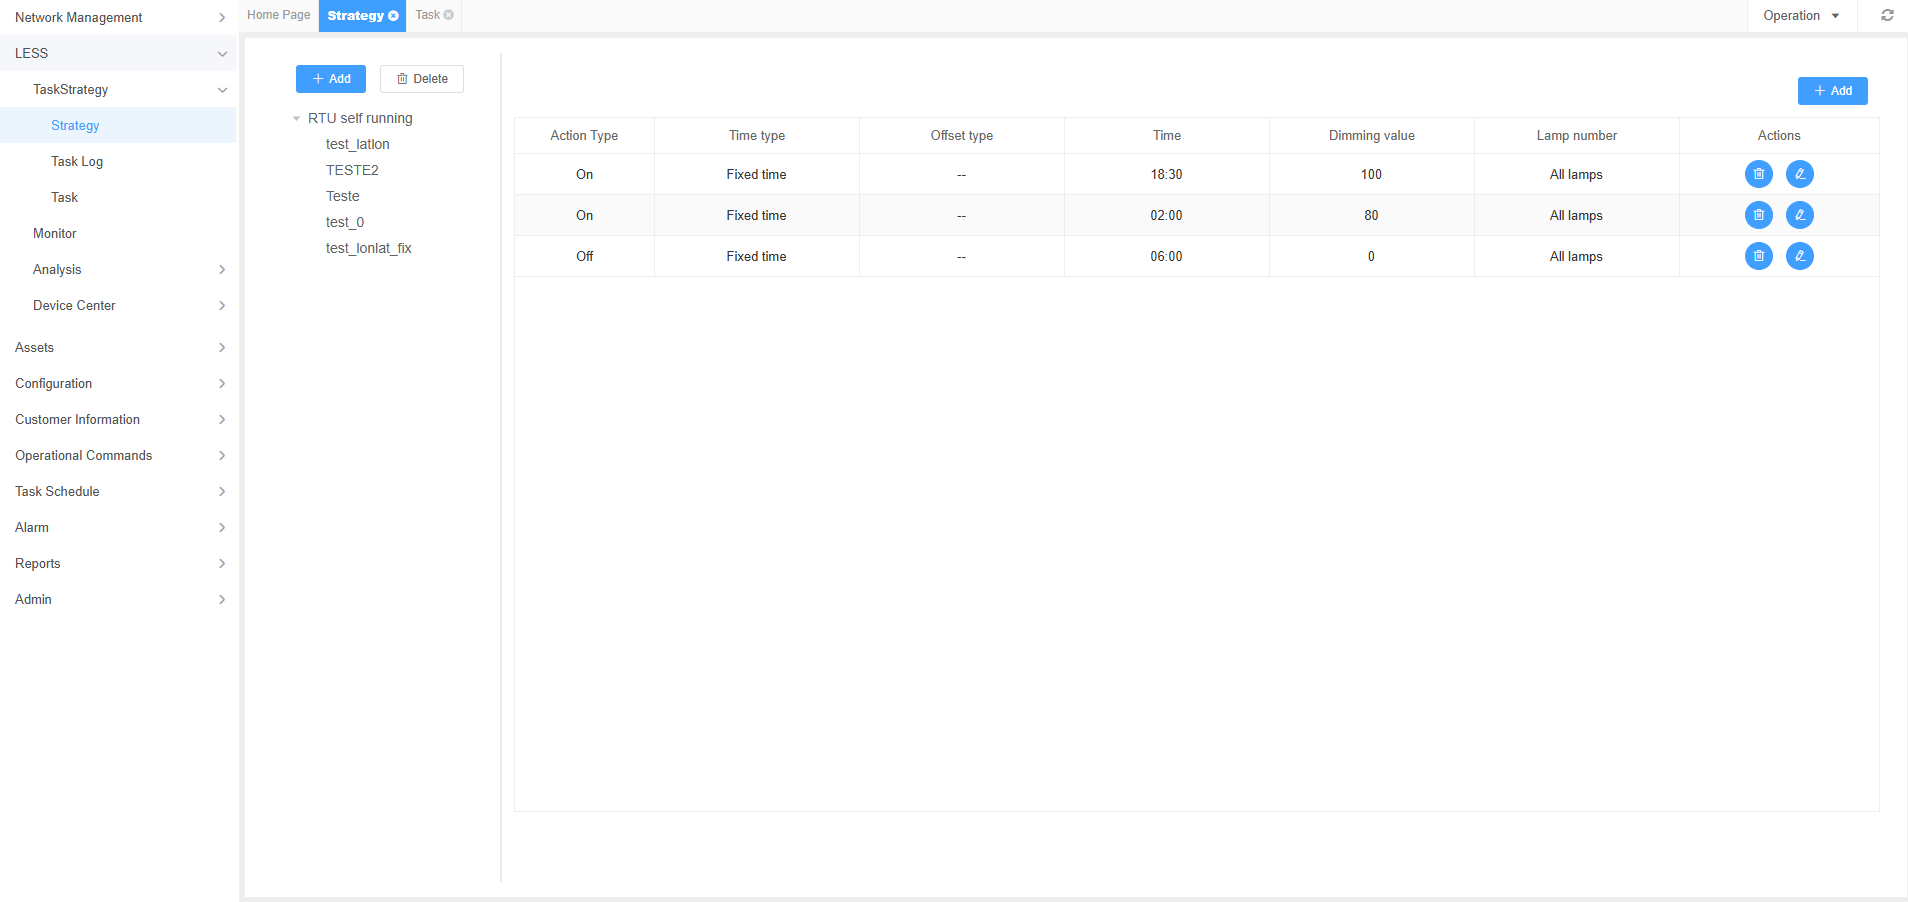 Network Management
LESS
TaskStrategy
Strategy
Task Log
Task
Monitor
Analysis
Device Center
Assets
Configuration
Customer Information
Operational Commands
Task Schedule
Alarm
Reports
Admin
Home Page Strategy Task Operation
Add Delete
RTU self running
test_latlon
TESTE2
Teste
test_0
test_lonlat_fix
Add
Action Type Time type Offset type Time Dimming value Lamp number Actions
On Fixed time -- 18:30 100 All lamps
On Fixed time -- 02:00 80 All lamps
Off Fixed time -- 06:00 0 All lamps